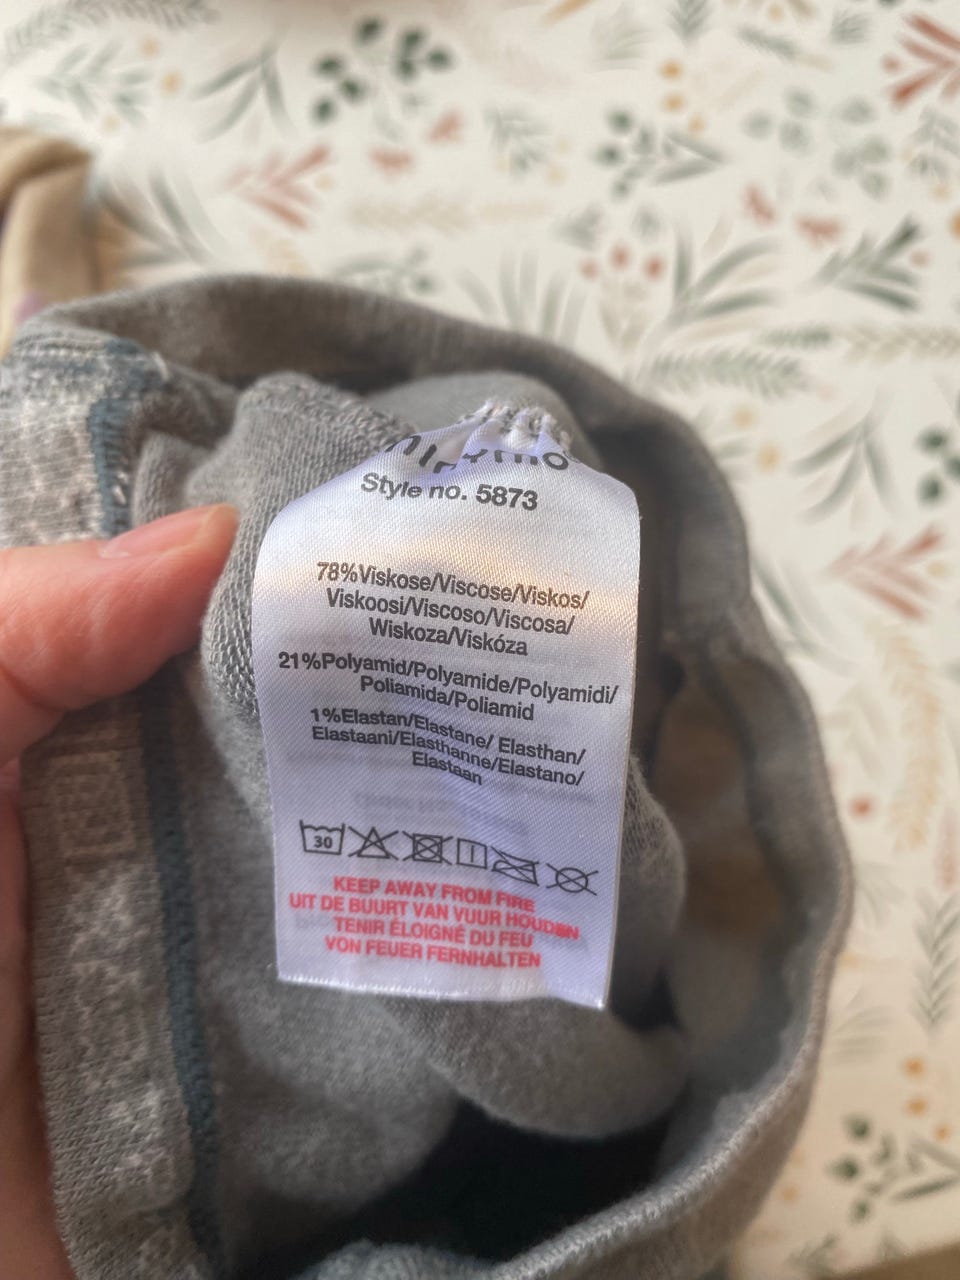 Style no. 5873
78%Viskose/Viscose/Viskos/
Viskoosi/Viscoso/Viscosa/
Wiskoza/Viskóza
21%Polyamid/Polyamide/Polyamidi/
Poliamida/Poliamid
1%Elastan/Elastane/ Elasthan/
Elastaani/Elasthanne/Elastano/
Elastaan
30
KEEP AWAY FROM FIRE
UIT DE BUURT VAN VUUR HOUDEN
TENIR ÉLOIGNÉ DU FEU
VON FEUER FERNHALTEN